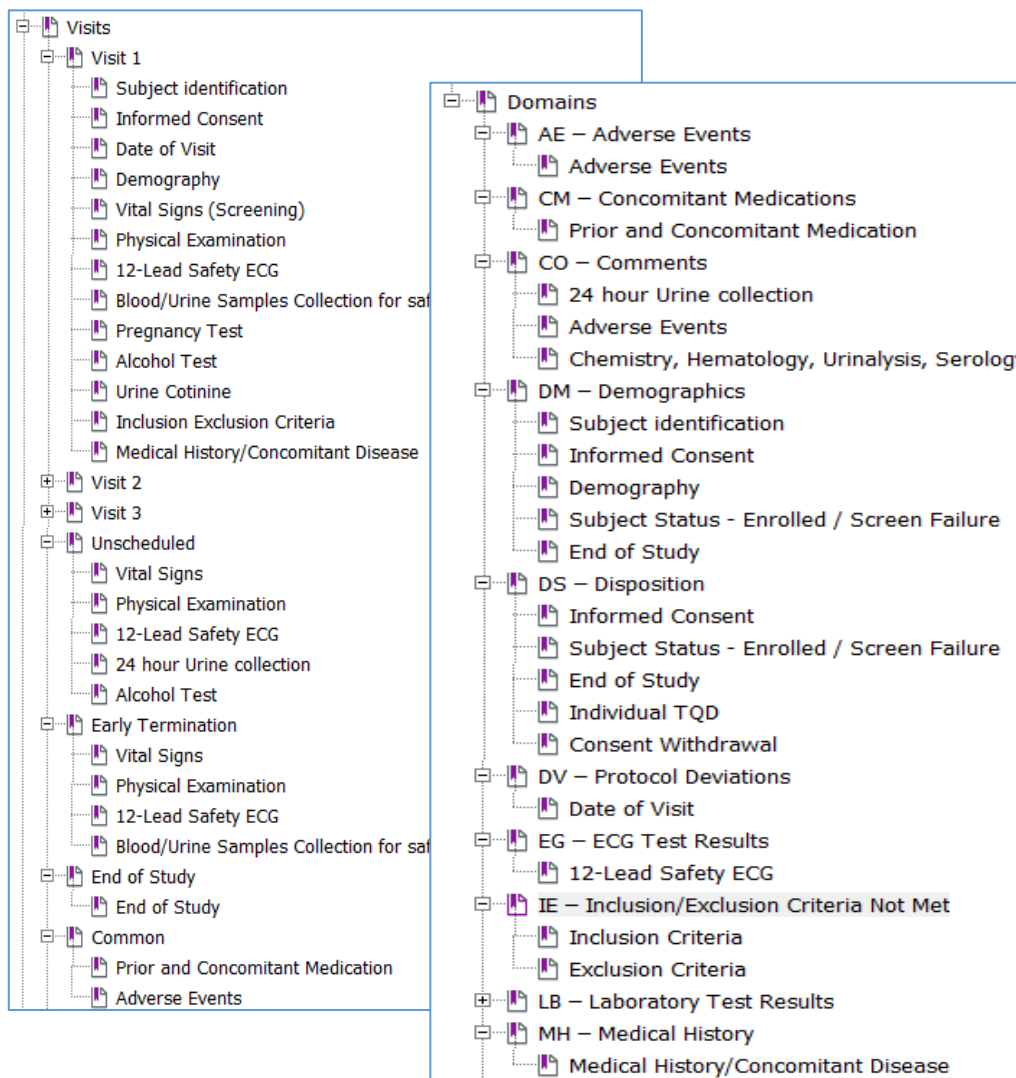 Visits
Visit 1
Subject identification
Informed Consent
Date of Visit
Demography
Vital Signs (Screening)
Physical Examination
12-Lead Safety ECG
Blood/Urine Samples Collection for
Pregnancy Test
Alcohol Test
Urine Cotinine
Inclusion Exclusion Criteria
Medical History/Concomitant Disease
Visit 2
Visit 3
Unscheduled
Vital Signs
Physical Examination
12-Lead Safety ECG
24 hour Urine collection
Alcohol Test
Early Termination
Vital Signs
Physical Examination
12-Lead Safety ECG
Blood/Urine Samples Collection for
End of Study
End of Study
Common
Prior and Concomitant Medication
Adverse Events
Domains
AE – Adverse Events
Adverse Events
CM – Concomitant Medications
Prior and Concomitant Medication
CO – Comments
24 hour Urine collection
Adverse Events
Chemistry, Hematology, Urinalysis,
DM – Demographics
Subject identification
Informed Consent
Demography
Subject Status - Enrolled / Screen Failure
End of Study
DS – Disposition
Informed Consent
Subject Status - Enrolled / Screen Failure
End of Study
Individual TQD
Consent Withdrawal
DV – Protocol Deviations
Date of Visit
EG – ECG Test Results
12-Lead Safety ECG
IE – Inclusion/Exclusion Criteria Not Met
Inclusion Criteria
Exclusion Criteria
LB – Laboratory Test Results
MH – Medical History
Medical History/Concomitant Disease